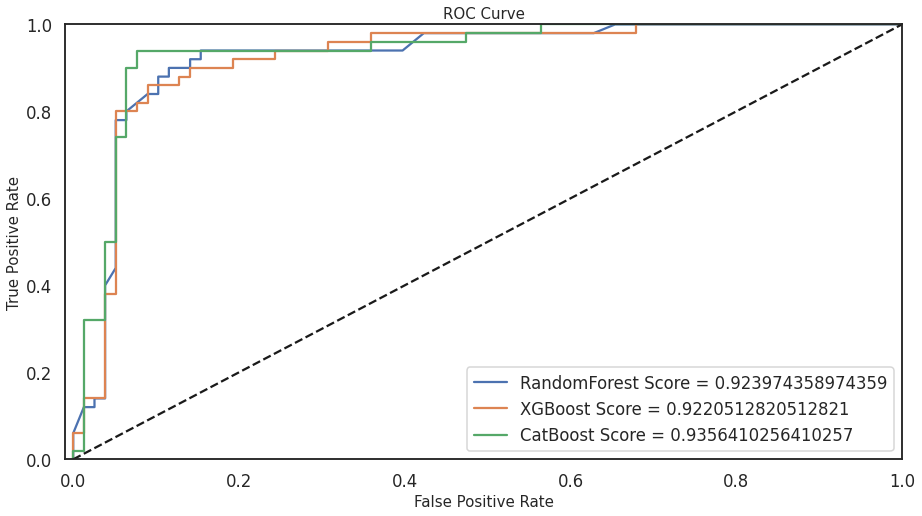 ROC Curve
1.0
0.8
0.6
0.4
0.2
0.0
True Positive Rate
RandomForest Score = 0.923974358974359
XGBoost Score = 0.9220512820512821
CatBoost Score = 0.9356410256410257
0.0 0.2 0.4 0.6 0.8 1.0
False Positive Rate